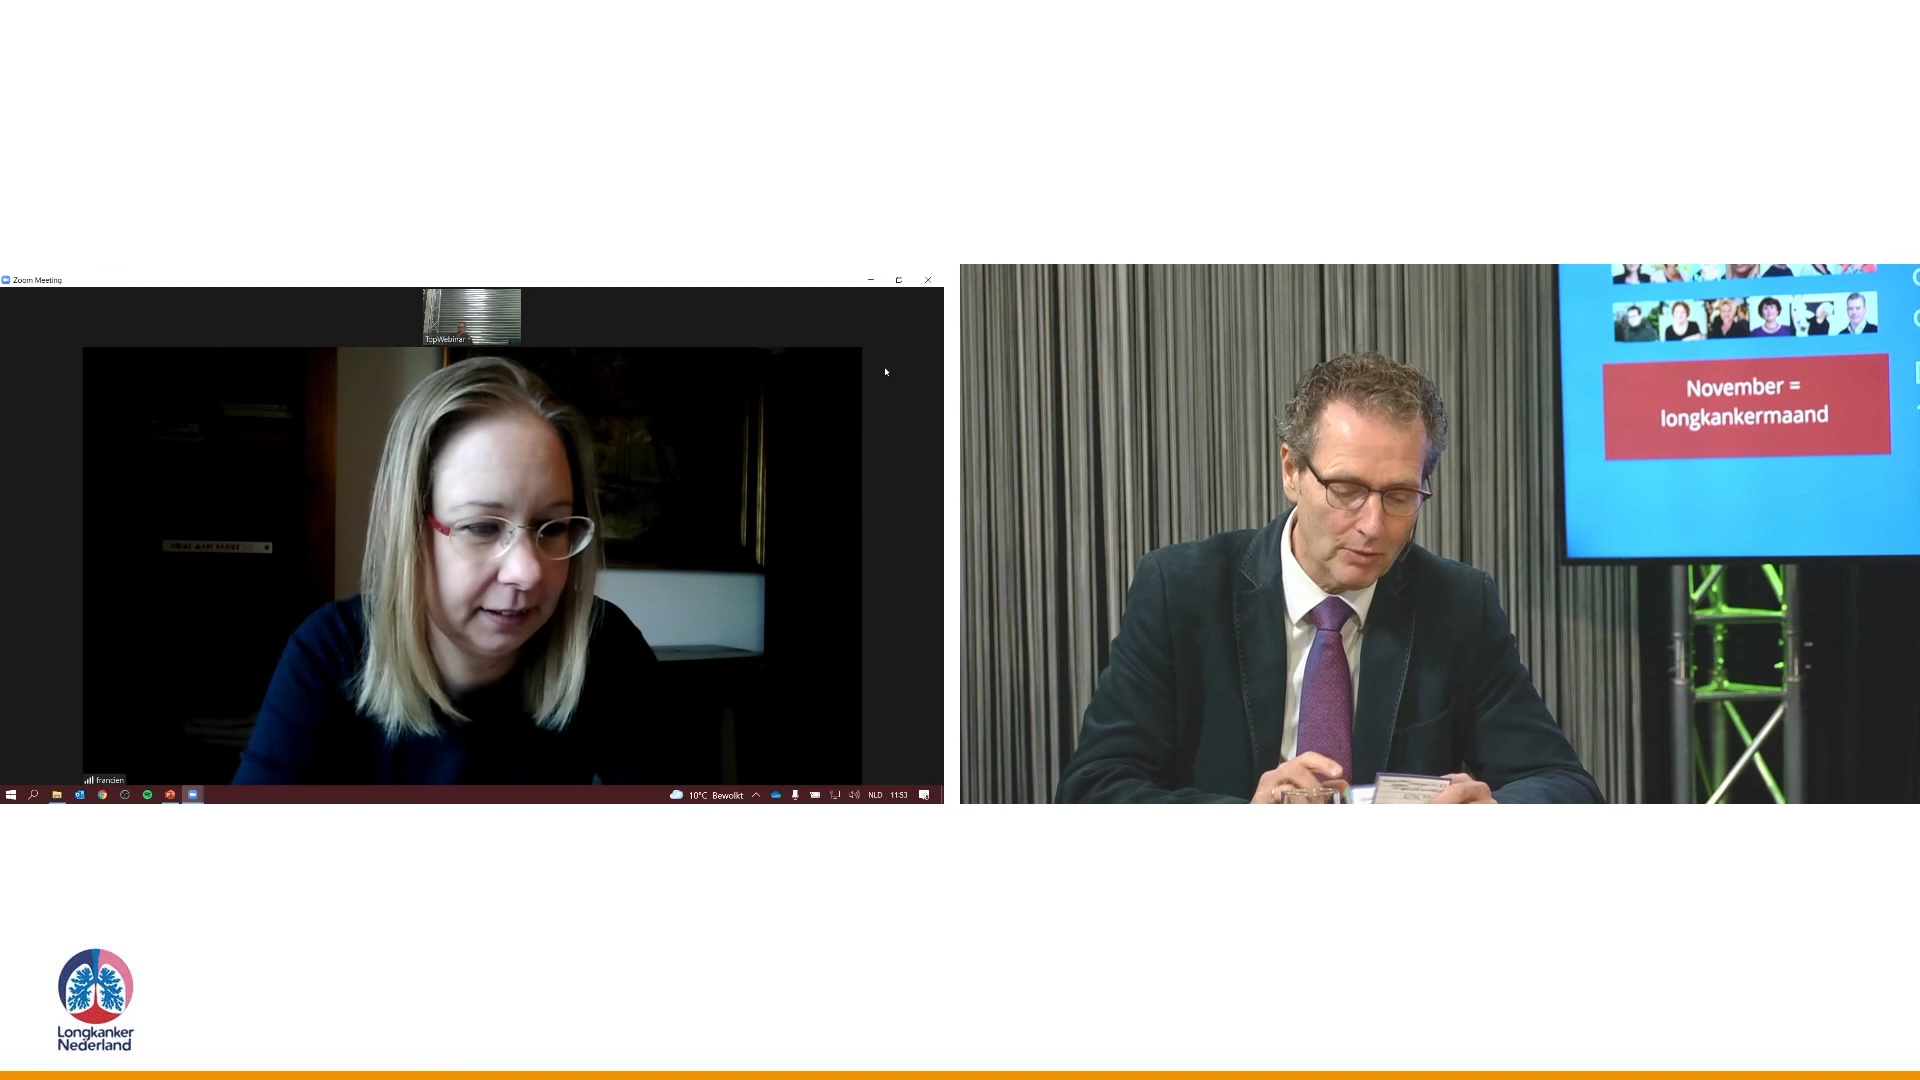 Zoom Meeting
TopWebinar
November =
longkankermaand
francien
10°C Bewolkt
NLD
11:53
Longkanker
Nederland